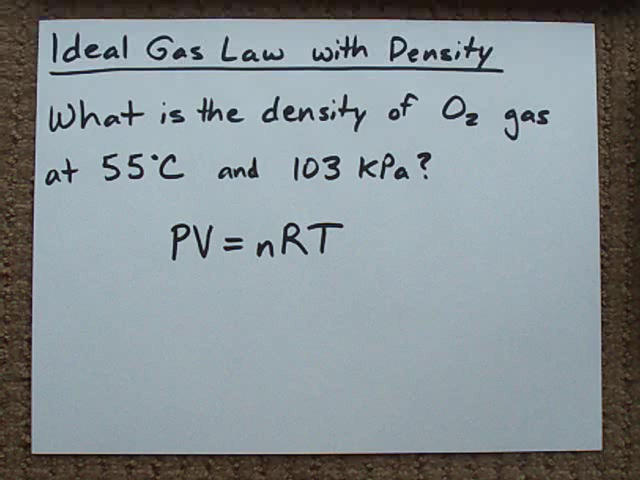 Ideal Gas Law with Density
What is the density of O₂ gas
at 55°C and 103 kPa?
PV = nRT